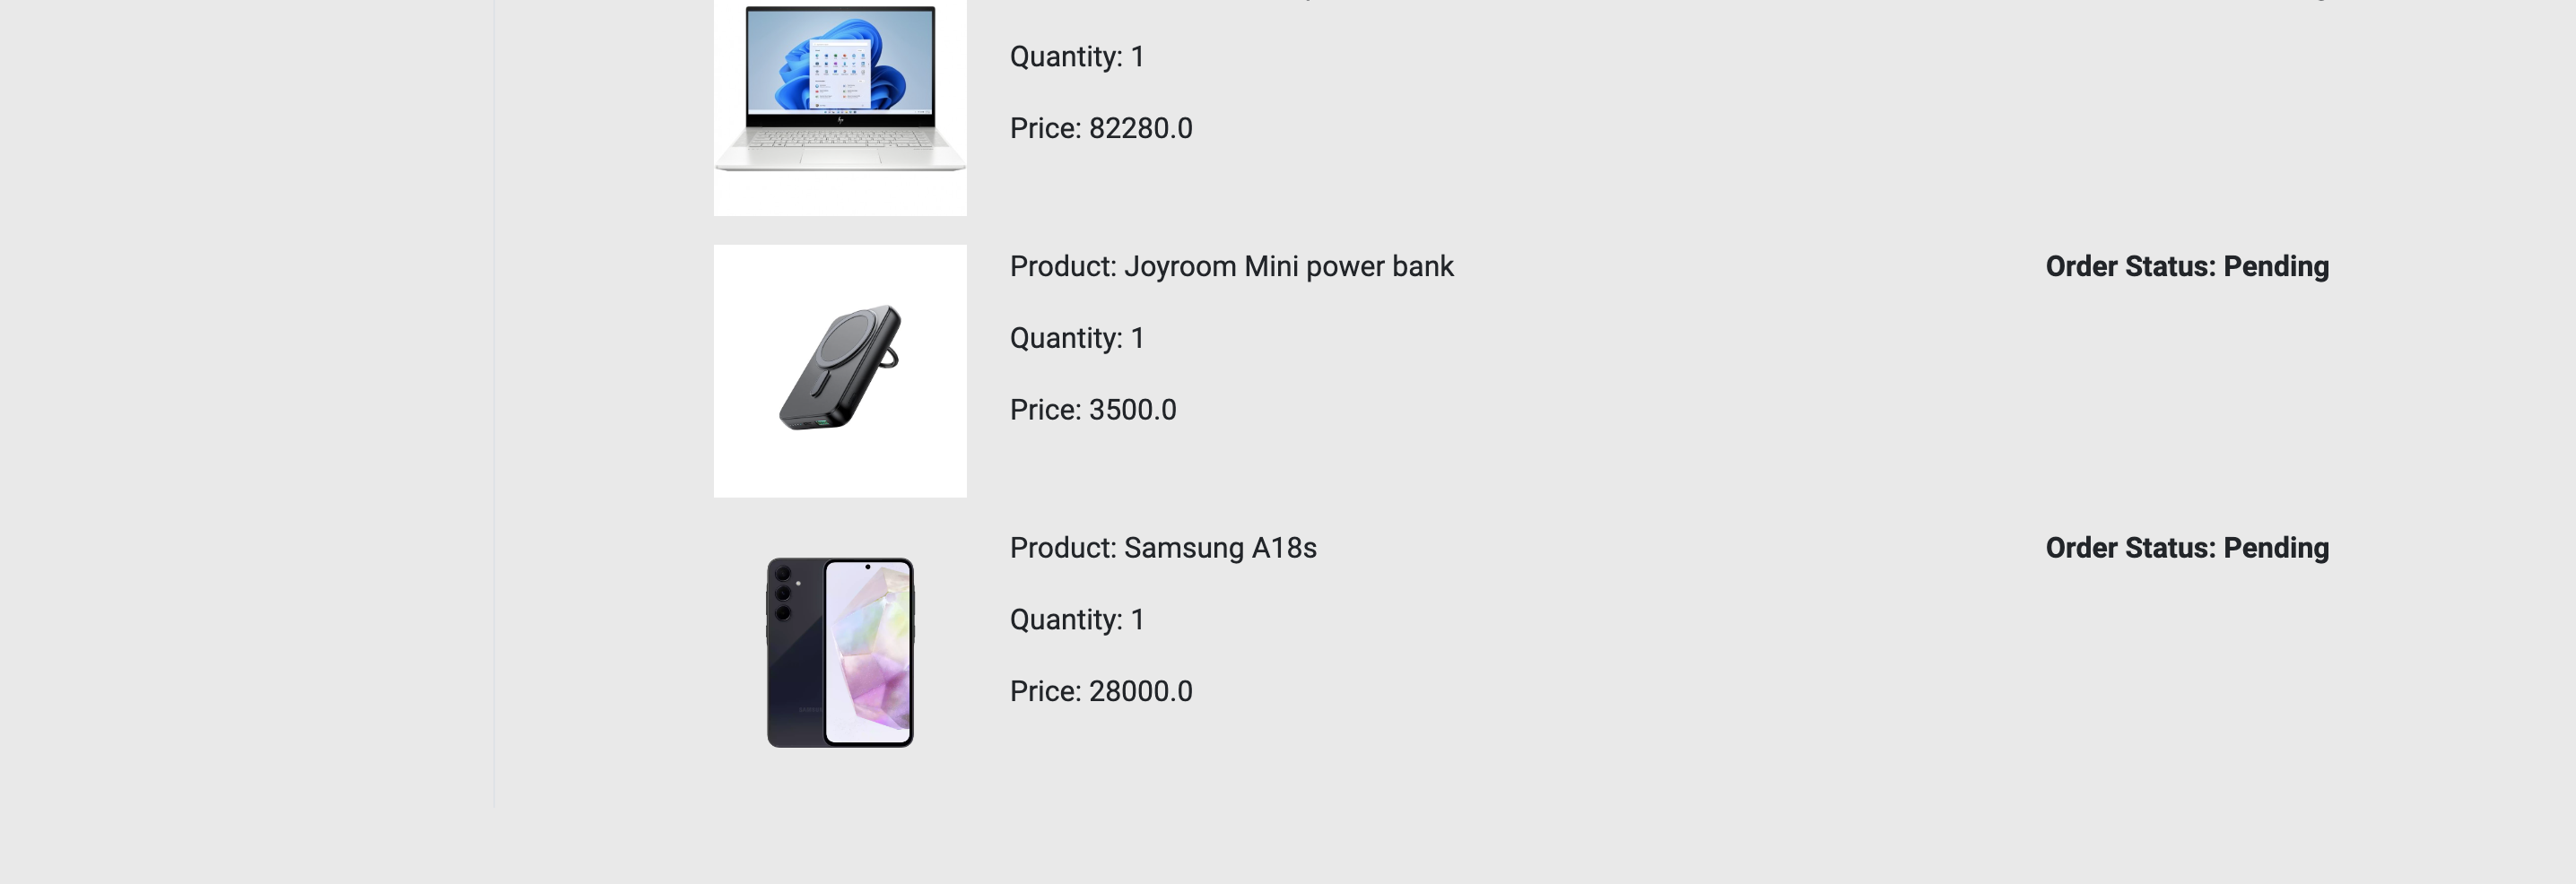 Quantity: 1
Price: 82280.0
Product: Joyroom Mini power bank
Order Status: Pending
Quantity: 1
Price: 3500.0
Product: Samsung A18s
Order Status: Pending
Quantity: 1
Price: 28000.0